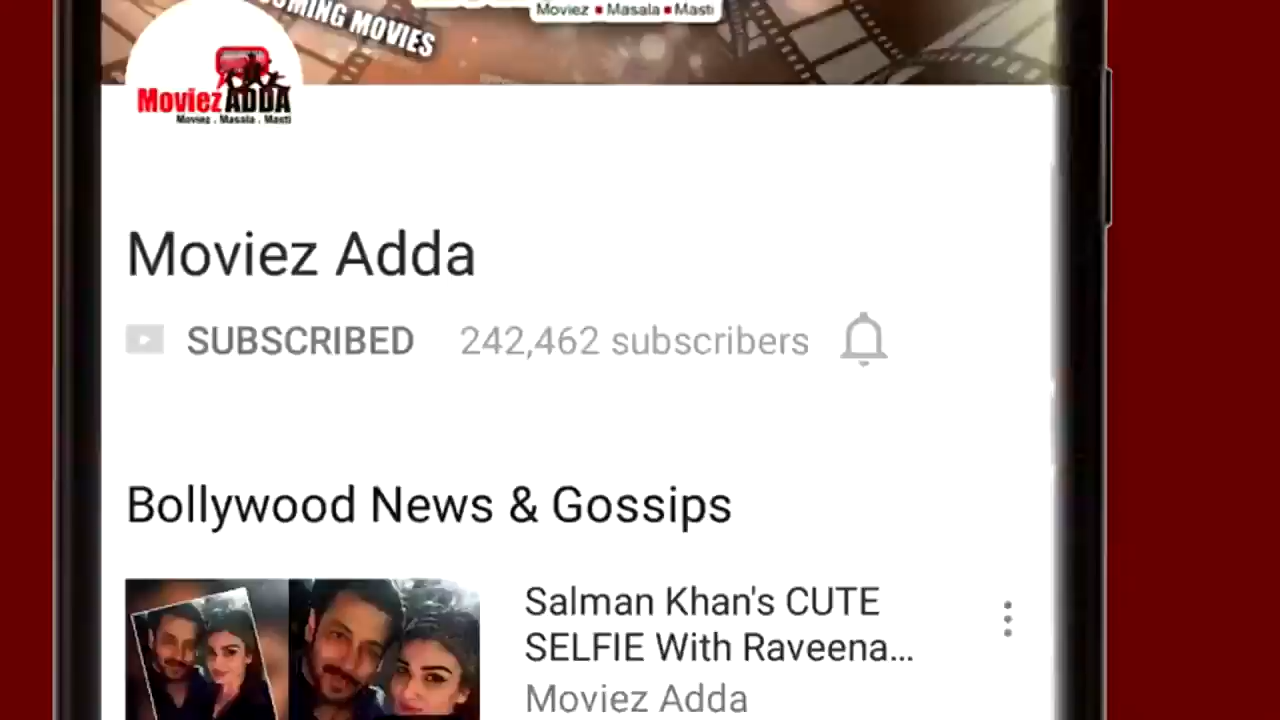 OMING MOVIES
Moviez • Masala • Masti
Moviez ADDA
Moviez . Masala . Masti
Moviez Adda
SUBSCRIBED 242,462 subscribers
Bollywood News & Gossips
Salman Khan's CUTE
SELFIE With Raveena...
Moviez Adda